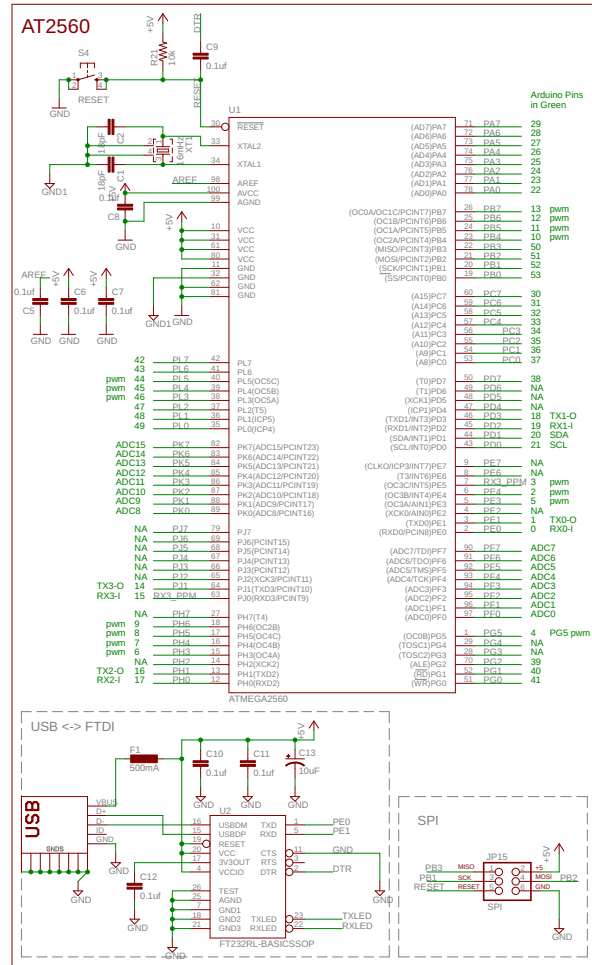 AT2560
+5V
DTR
R21
10k
C9
0.1uf
S4
1 3
2 4
RESET
GND
RESET
Arduino Pins
in Green
U1
C2
18pF
XT1
16mHz
C1
18pF
GND1
30 RESET
33 XTAL2
34 XTAL1
AREF 98 AREF
100 AVCC
99 AGND
+5V
0.1uf
C8
GND
+5V
10 VCC
31 VCC
61 VCC
80 VCC
11 GND
32 GND
62 GND
81 GND
GND1
GND
AREF
+5V
+5V
0.1uf
C5
C6
0.1uf
C7
0.1uf
GND
GND
GND
42 PL7 42 PL7
43 PL6 41 PL6
pwm 44 PL5 40 PL5(OC5C)
pwm 45 PL4 39 PL4(OC5B)
pwm 46 PL3 38 PL3(OC5A)
47 PL2 37 PL2(T5)
48 PL1 36 PL1(ICP5)
49 PL0 35 PL0(ICP4)
ADC15 PK7 82 PK7(ADC15/PCINT23)
ADC14 PK6 83 PK6(ADC14/PCINT22)
ADC13 PK5 84 PK5(ADC13/PCINT21)
ADC12 PK4 85 PK4(ADC12/PCINT20)
ADC11 PK3 86 PK3(ADC11/PCINT19)
ADC10 PK2 87 PK2(ADC10/PCINT18)
ADC9 PK1 88 PK1(ADC9/PCINT17)
ADC8 PK0 89 PK0(ADC8/PCINT16)
NA PJ7 79 PJ7
NA PJ6 69 PJ6(PCINT15)
NA PJ5 68 PJ5(PCINT14)
NA PJ4 67 PJ4(PCINT13)
NA PJ3 66 PJ3(PCINT12)
NA PJ2 65 PJ2(XCK3/PCINT11)
TX3-O 14 PJ1 64 PJ1(TXD3/PCINT10)
RX3-I 15 RX3_PPM 63 PJ0(RXD3/PCINT9)
NA PH7 27 PH7(T4)
pwm 9 PH6 18 PH6(OC2B)
pwm 8 PH5 17 PH5(OC4C)
pwm 7 PH4 16 PH4(OC4B)
pwm 6 PH3 15 PH3(OC4A)
NA PH2 14 PH2(XCK2)
TX2-O 16 PH1 13 PH1(TXD2)
RX2-I 17 PH0 12 PH0(RXD2)
(AD7)PA7 71 PA7 29
(AD6)PA6 72 PA6 28
(AD5)PA5 73 PA5 27
(AD4)PA4 74 PA4 26
(AD3)PA3 75 PA3 25
(AD2)PA2 76 PA2 24
(AD1)PA1 77 PA1 23
(AD0)PA0 78 PA0 22
(OC0A/OC1C/PCINT7)PB7 26 PB7 13 pwm
(OC1B/PCINT6)PB6 25 PB6 12 pwm
(OC1A/PCINT5)PB5 24 PB5 11 pwm
(OC2A/PCINT4)PB4 23 PB4 10 pwm
(MISO/PCINT3)PB3 22 PB3 50
(MOSI/PCINT2)PB2 21 PB2 51
(SCK/PCINT1)PB1 20 PB1 52
(SS/PCINT0)PB0 19 PB0 53
(A15)PC7 60 PC7 30
(A14)PC6 59 PC6 31
(A13)PC5 58 PC5 32
(A12)PC4 57 PC4 33
(A11)PC3 56 PC3 34
(A10)PC2 55 PC2 35
(A9)PC1 54 PC1 36
(A8)PC0 53 PC0 37
(T0)PD7 50 PD7 38
(T1)PD6 49 PD6 NA
(XCK1)PD5 48 PD5 NA
(ICP1)PD4 47 PD4 NA
(TXD1/INT3)PD3 46 PD3 18 TX1-O
(RXD1/INT2)PD2 45 PD2 19 RX1-I
(SDA/INT1)PD1 44 PD1 20 SDA
(SCL/INT0)PD0 43 PD0 21 SCL
(CLKO/ICP3/INT7)PE7 9 PE7 NA
(T3/INT6)PE6 8 PE6 NA
(OC3C/INT5)PE5 7 RX3_PPM 3 pwm
(OC3B/INT4)PE4 6 PE4 2 pwm
(OC3A/AIN1)PE3 5 PE3 5 pwm
(XCK0/AIN0)PE2 4 PE2 NA
(TXD0)PE1 3 PE1 1 TX0-O
(RXD0/PCINT8)PE0 2 PE0 0 RX0-I
(ADC7/TDI)PF7 90 PF7 ADC7
(ADC6/TDO)PF6 91 PF6 ADC6
(ADC5/TMS)PF5 92 PF5 ADC5
(ADC4/TCK)PF4 93 PF4 ADC4
(ADC3)PF3 94 PF3 ADC3
(ADC2)PF2 95 PF2 ADC2
(ADC1)PF1 96 PF1 ADC1
(ADC0)PF0 97 PF0 ADC0
(OC0B)PG5 1 PG5 4 PG5 pwm
(TOSC1)PG4 29 PG4 NA
(TOSC2)PG3 28 PG3 NA
(ALE)PG2 70 PG2 39
(RD)PG1 52 PG1 40
(WR)PG0 51 PG0 41
ATMEGA2560
USB <-> FTDI
+5V
F1
500mA
C10
0.1uf
C11
0.1uf
C13
10uF
GND
GND
GND
USB
VBUS
D+
D-
ID
GND
GNDS
GND
GND
C12
0.1uf
GND
U2
16 USBDM TXD 1 PE0
15 USBDP RXD 5 PE1
19 RESET
20 VCC CTS 11 GND
17 3V3OUT RTS 3
4 VCCIO DTR 2 DTR
26 TEST
25 AGND
7 GND1
18 GND2 TXLED 23 TXLED
21 GND3 RXLED 22 RXLED
FT232RL-BASICSSOP
GND
GND
SPI
+5V
JP15
PB3 MISO 1 2 +5
PB1 SCK 3 4 MOSI PB2
RESET RESET 5 6 GND
SPI
GND